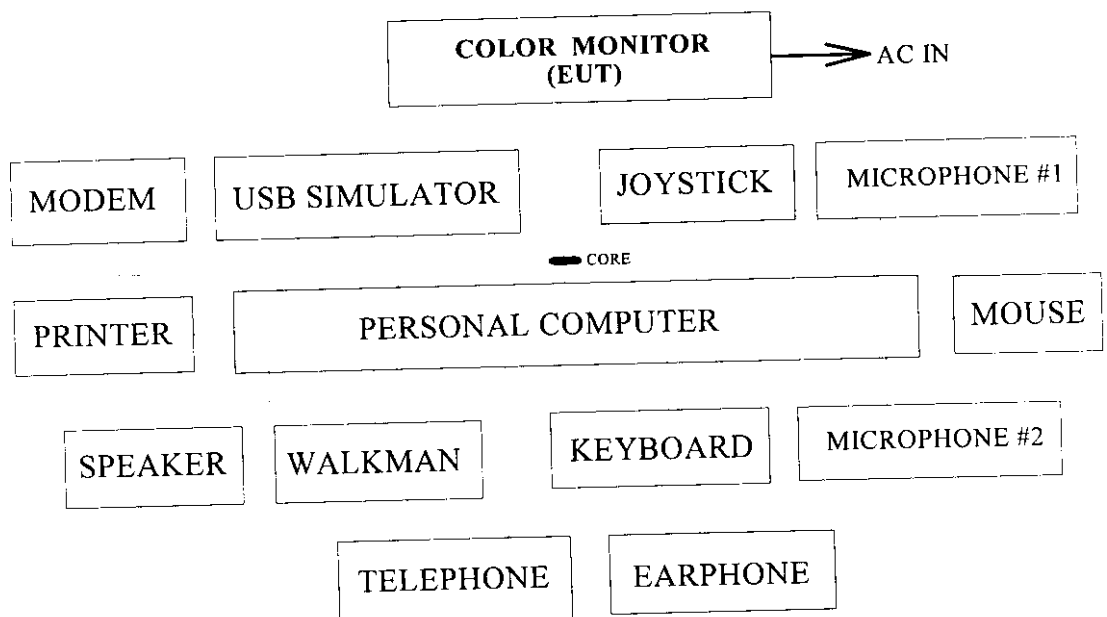 COLOR MONITOR
(EUT)
AC IN
MODEM
USB SIMULATOR
JOYSTICK
MICROPHONE #1
CORE
PRINTER
PERSONAL COMPUTER
MOUSE
SPEAKER
WALKMAN
KEYBOARD
MICROPHONE #2
TELEPHONE
EARPHONE